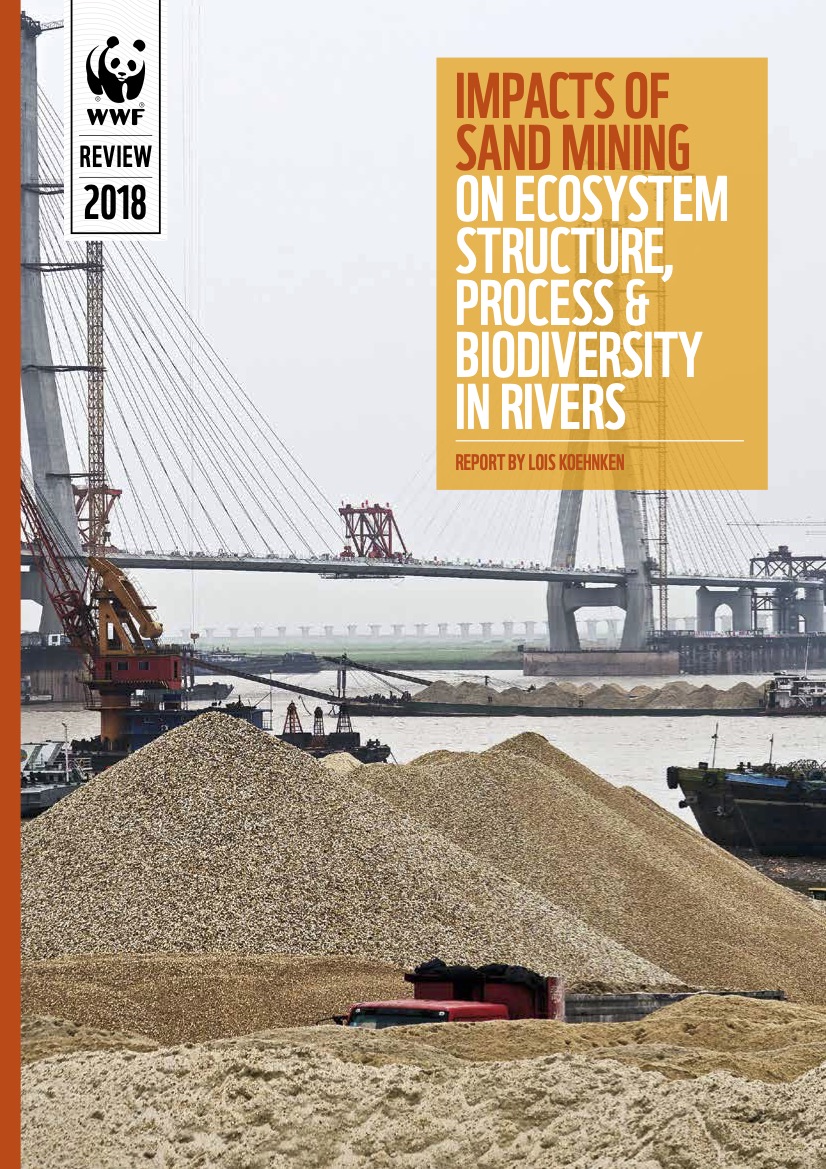 WWF
REVIEW
2018
IMPACTS OF
SAND MINING
ON ECOSYSTEM
STRUCTURE,
PROCESS &
BIODIVERSITY
IN RIVERS
REPORT BY LOIS KOEHNKEN